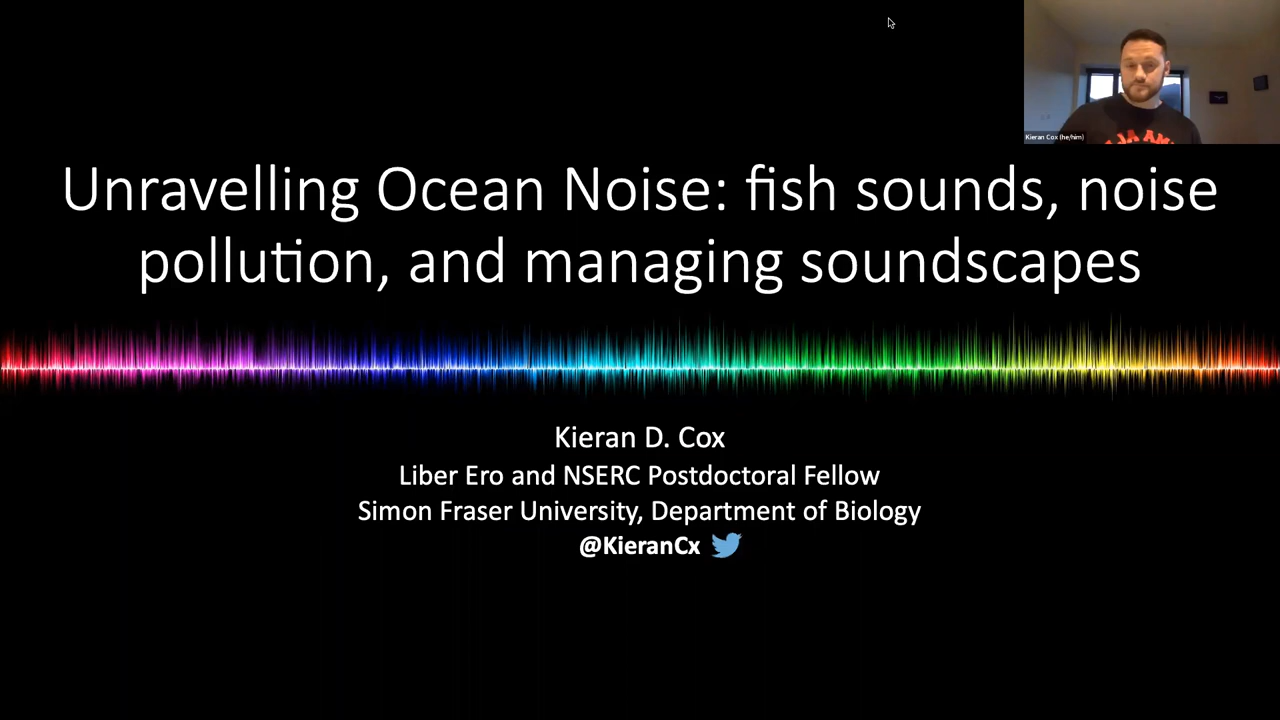 Kieran Cox (he/him)
Unravelling Ocean Noise: fish sounds, noise
pollution, and managing soundscapes
Kieran D. Cox
Liber Ero and NSERC Postdoctoral Fellow
Simon Fraser University, Department of Biology
@KieranCx